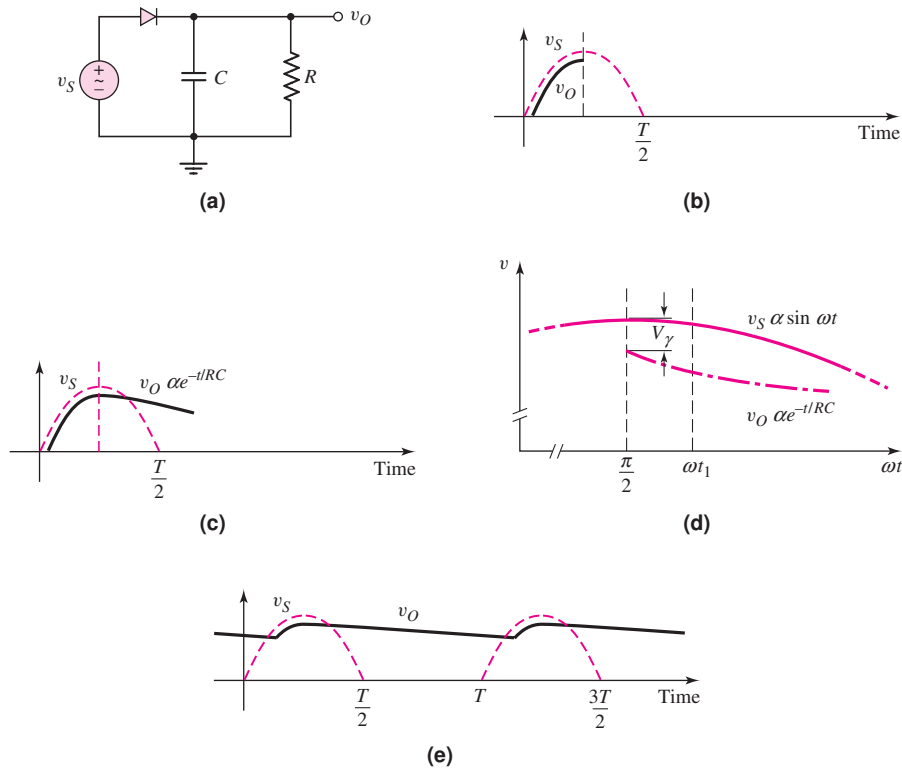 v_O
v_S
+
~
−
C
R
(a)
v_S
v_O
T/2
Time
(b)
v_S
v_O αe^{−t/RC}
T/2
Time
(c)
v
v_S α sin ωt
V_γ
v_O αe^{−t/RC}
π/2
ωt_1
ωt
(d)
v_S
v_O
T/2
T
3T/2
Time
(e)